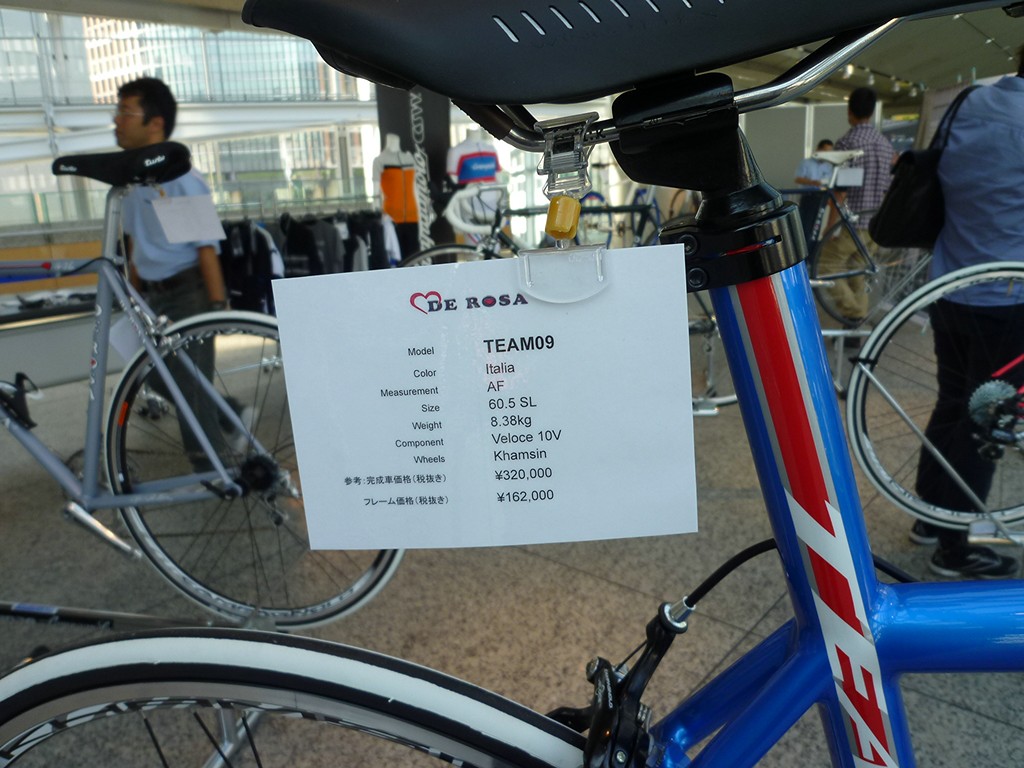 DE ROSA
Model TEAM09
Color Italia
Measurement AF
Size 60.5 SL
Weight 8.38kg
Component Veloce 10V
Wheels Khamsin
参考:完成車価格(税抜き) ¥320,000
フレーム価格(税抜き) ¥162,000
Turbo